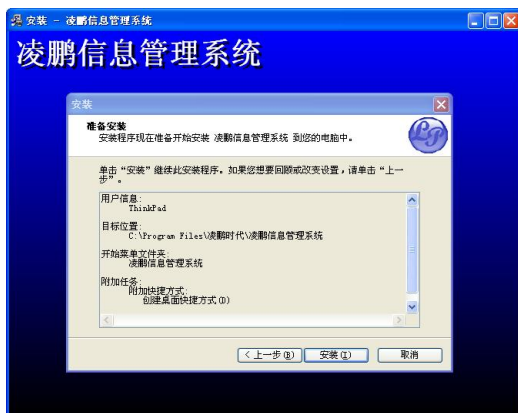 安装 - 凌鹏信息管理系统
凌鹏信息管理系统
安装
准备安装
安装程序现在准备开始安装 凌鹏信息管理系统 到您的电脑中。
单击“安装”继续此安装程序。如果您想要回顾或改变设置，请单击“上一
步”。
用户信息:
ThinkPad
目标位置:
C:\Program Files\凌鹏时代\凌鹏信息管理系统
开始菜单文件夹:
凌鹏信息管理系统
附加任务:
附加快捷方式:
创建桌面快捷方式(D)
< 上一步(B)
安装(I)
取消
LP